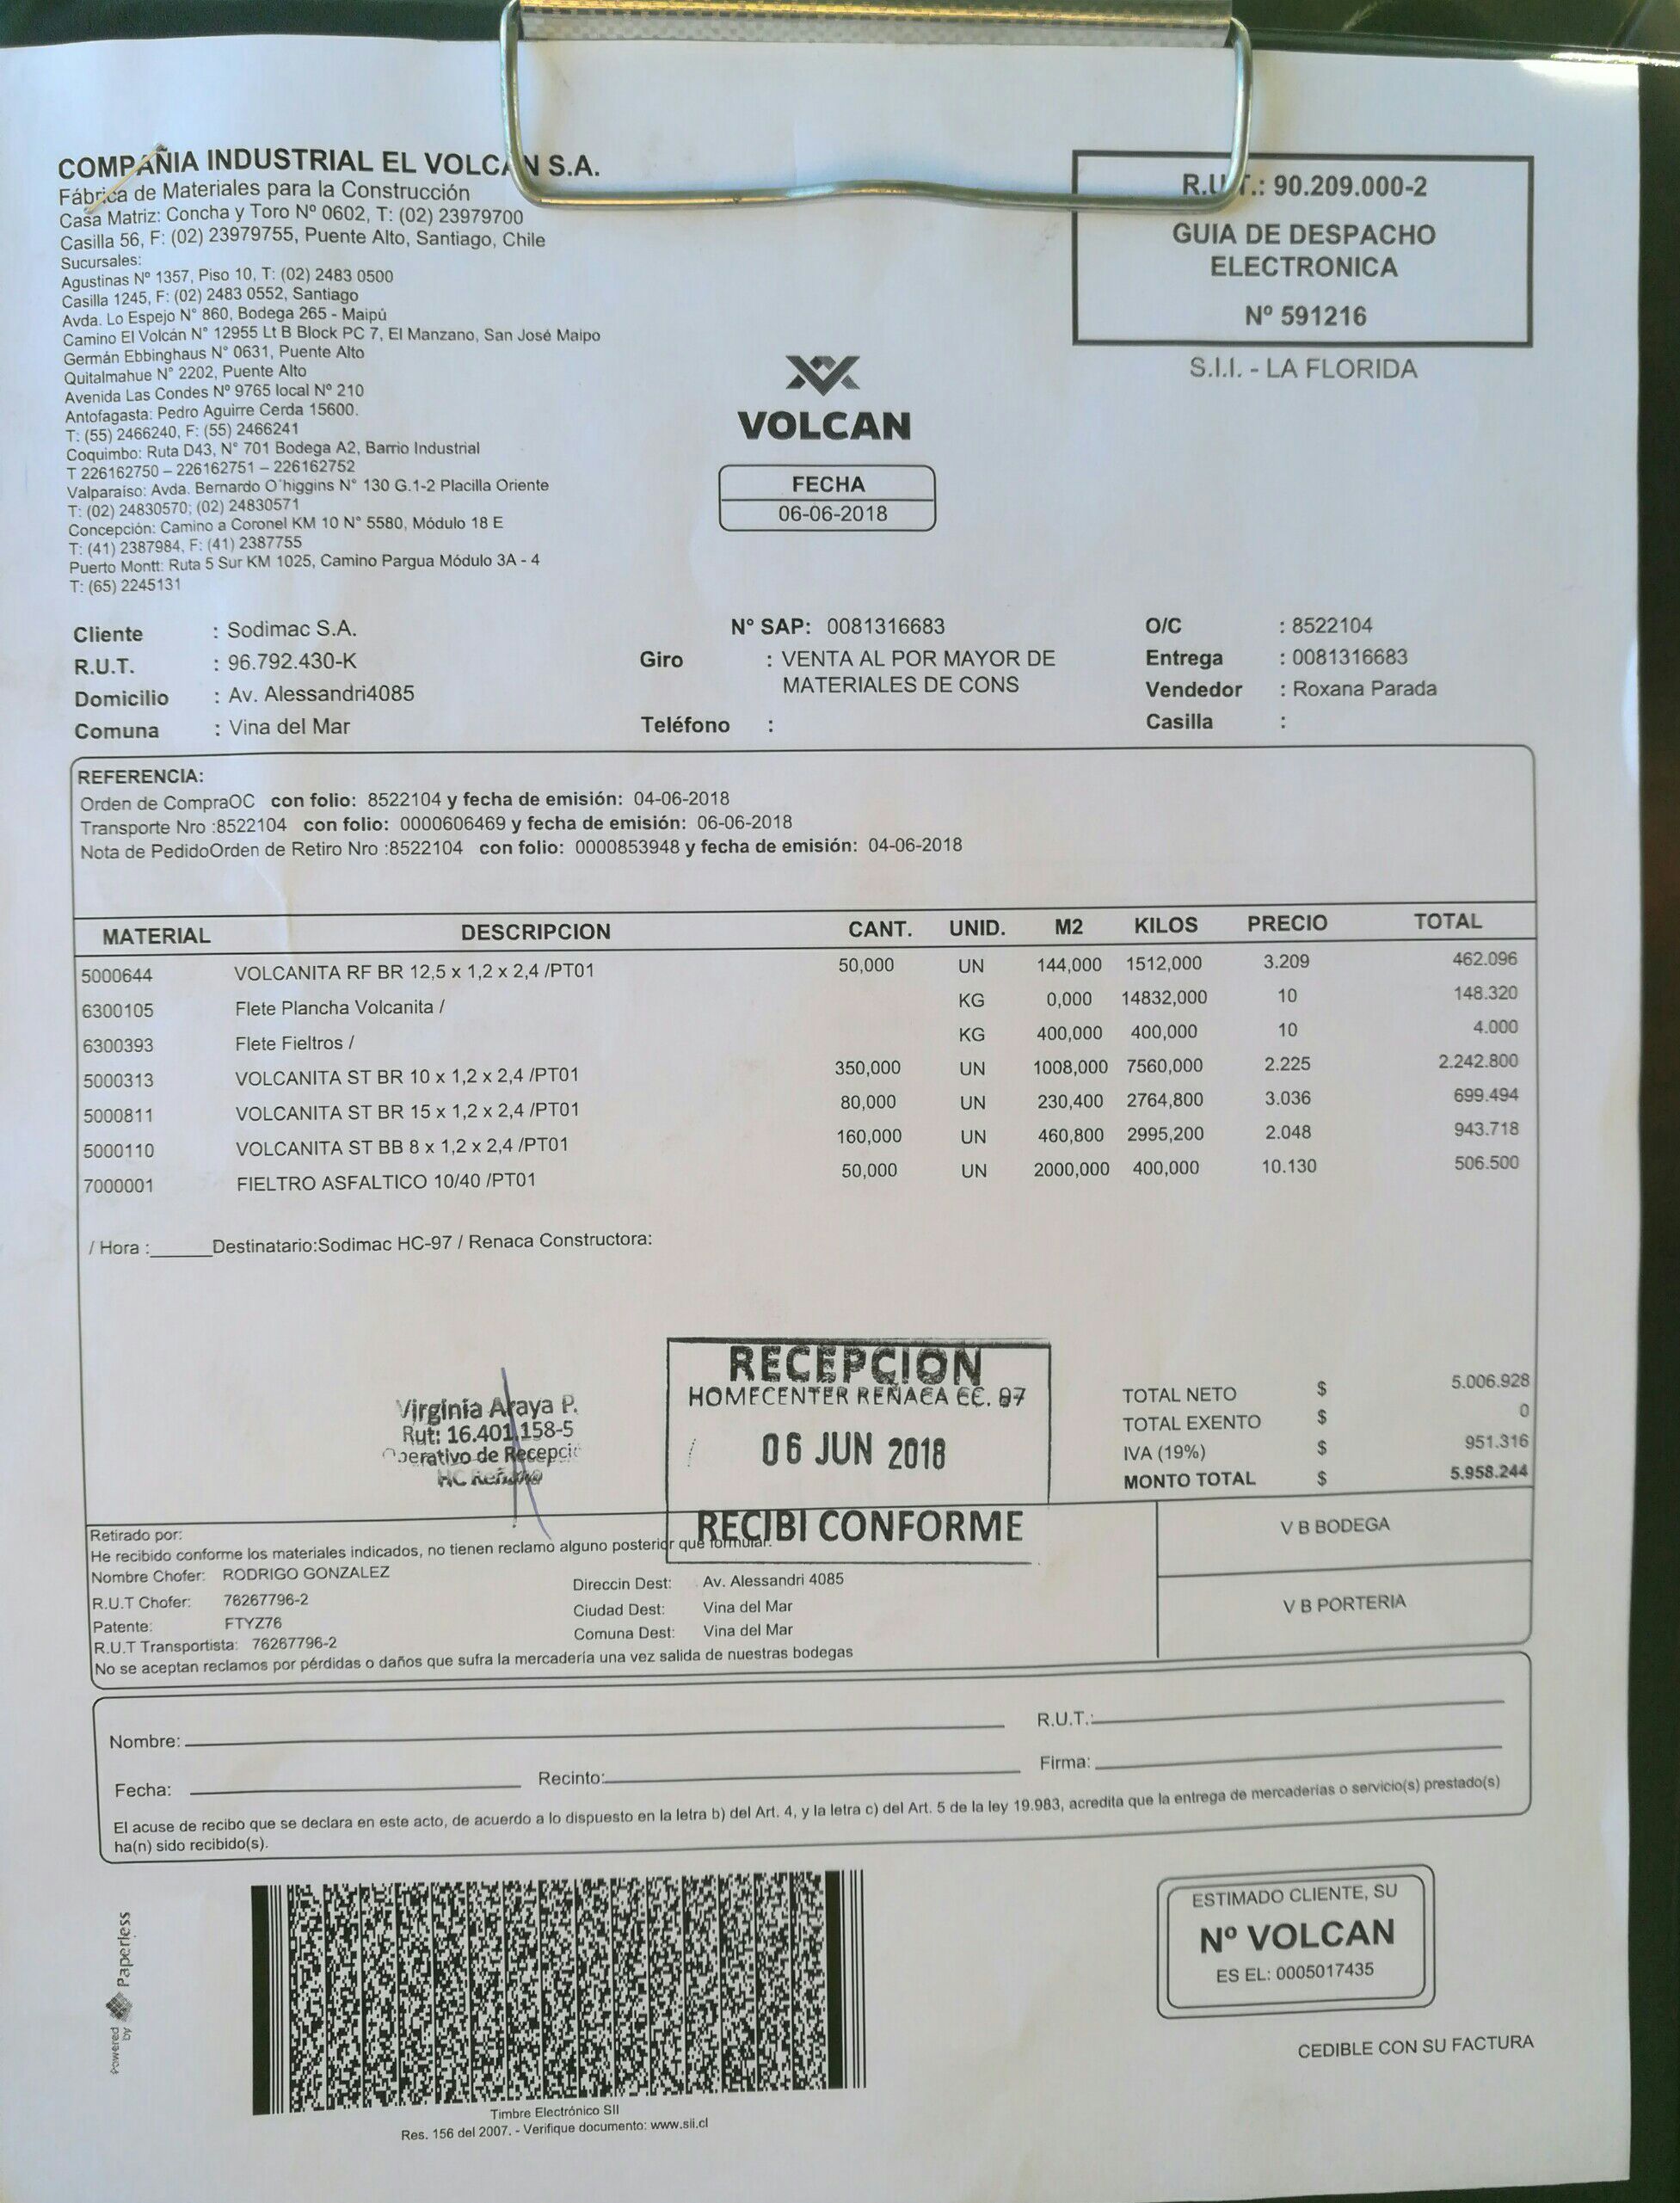 COMPAÑIA INDUSTRIAL EL VOLCAN S.A.
Fábrica de Materiales para la Construcción
Casa Matriz: Concha y Toro Nº 0602, T: (02) 23979700
Casilla 56, F: (02) 23979755, Puente Alto, Santiago, Chile
Sucursales:
Agustinas Nº 1357, Piso 10, T: (02) 2483 0500
Casilla 1245, F: (02) 2483 0552, Santiago
Avda. Lo Espejo N° 860, Bodega 265 - Maipú
Camino El Volcán N° 12955 Lt B Block PC 7, El Manzano, San José Maipo
Germán Ebbinghaus N° 0631, Puente Alto
Quitalmahue N° 2202, Puente Alto
Avenida Las Condes Nº 9765 local Nº 210
Antofagasta: Pedro Aguirre Cerda 15600.
T: (55) 2466240, F: (55) 2466241
Coquimbo: Ruta D43, N° 701 Bodega A2, Barrio Industrial
T 226162750 – 226162751 – 226162752
Valparaíso: Avda. Bernardo O´higgins N° 130 G.1-2 Placilla Oriente
T: (02) 24830570; (02) 24830571
Concepción: Camino a Coronel KM 10 N° 5580, Módulo 18 E
T: (41) 2387984, F: (41) 2387755
Puerto Montt: Ruta 5 Sur KM 1025, Camino Pargua Módulo 3A - 4
T: (65) 2245131
VOLCAN
FECHA
06-06-2018
R.U.T.: 90.209.000-2
GUIA DE DESPACHO
ELECTRONICA
Nº 591216
S.I.I. - LA FLORIDA
Cliente : Sodimac S.A.
R.U.T. : 96.792.430-K
Domicilio : Av. Alessandri4085
Comuna : Vina del Mar
N° SAP: 0081316683
Giro : VENTA AL POR MAYOR DE
MATERIALES DE CONS
Teléfono :
O/C : 8522104
Entrega : 0081316683
Vendedor : Roxana Parada
Casilla :
REFERENCIA:
Orden de CompraOC con folio: 8522104 y fecha de emisión: 04-06-2018
Transporte Nro :8522104 con folio: 0000606469 y fecha de emisión: 06-06-2018
Nota de PedidoOrden de Retiro Nro :8522104 con folio: 0000853948 y fecha de emisión: 04-06-2018
MATERIAL DESCRIPCION CANT. UNID. M2 KILOS PRECIO TOTAL
5000644 VOLCANITA RF BR 12,5 x 1,2 x 2,4 /PT01 50,000 UN 144,000 1512,000 3.209 462.096
6300105 Flete Plancha Volcanita / KG 0,000 14832,000 10 148.320
6300393 Flete Fieltros / KG 400,000 400,000 10 4.000
5000313 VOLCANITA ST BR 10 x 1,2 x 2,4 /PT01 350,000 UN 1008,000 7560,000 2.225 2.242.800
5000811 VOLCANITA ST BR 15 x 1,2 x 2,4 /PT01 80,000 UN 230,400 2764,800 3.036 699.494
5000110 VOLCANITA ST BB 8 x 1,2 x 2,4 /PT01 160,000 UN 460,800 2995,200 2.048 943.718
7000001 FIELTRO ASFALTICO 10/40 /PT01 50,000 UN 2000,000 400,000 10.130 506.500
/ Hora :______Destinatario:Sodimac HC-97 / Renaca Constructora:
Virginia Araya P.
Rut: 16.401.158-5
Operativo de Recepció
HC Reñaca
RECEPCION
HOMECENTER REÑACA CC. 97
06 JUN 2018
RECIBI CONFORME
TOTAL NETO $ 5.006.928
TOTAL EXENTO $ 0
IVA (19%) $ 951.316
MONTO TOTAL $ 5.958.244
Retirado por:
He recibido conforme los materiales indicados, no tienen reclamo alguno posterior que formular.
Nombre Chofer: RODRIGO GONZALEZ
R.U.T Chofer: 76267796-2
Patente: FTYZ76
R.U.T Transportista: 76267796-2
Direccin Dest: Av. Alessandri 4085
Ciudad Dest: Vina del Mar
Comuna Dest: Vina del Mar
No se aceptan reclamos por pérdidas o daños que sufra la mercadería una vez salida de nuestras bodegas
V B BODEGA
V B PORTERIA
Nombre: R.U.T.:
Fecha: Recinto: Firma:
El acuse de recibo que se declara en este acto, de acuerdo a lo dispuesto en la letra b) del Art. 4, y la letra c) del Art. 5 de la ley 19.983, acredita que la entrega de mercaderías o servicio(s) prestado(s)
ha(n) sido recibido(s).
Powered by Paperless
Timbre Electrónico SII
Res. 156 del 2007. - Verifique documento: www.sii.cl
ESTIMADO CLIENTE, SU
Nº VOLCAN
ES EL: 0005017435
CEDIBLE CON SU FACTURA